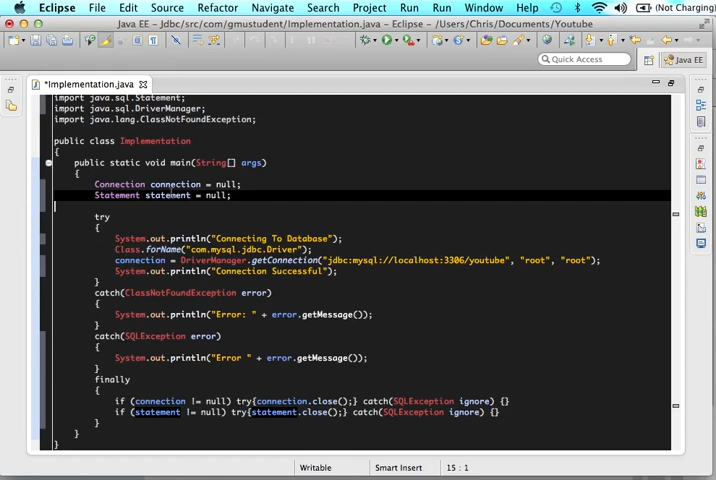 Eclipse File Edit Source Refactor Navigate Search Project Run Run Window (Not Charging)
Java EE - Jdbc/src/com/gmustudent/Implementation.java - Eclipse - /Users/Chris/Documents/Youtube
Quick Access
Java EE
*Implementation.java
import java.sql.Statement;
import java.sql.DriverManager;
import java.lang.ClassNotFoundException;
public class Implementation
{
public static void main(String[] args)
{
Connection connection = null;
Statement statement = null;
try
{
System.out.println("Connecting To Database");
Class.forName("com.mysql.jdbc.Driver");
connection = DriverManager.getConnection("jdbc:mysql://localhost:3306/youtube", "root", "root");
System.out.println("Connection Successful");
}
catch(ClassNotFoundException error)
{
System.out.println("Error: " + error.getMessage());
}
catch(SQLException error)
{
System.out.println("Error " + error.getMessage());
}
finally
{
if (connection != null) try{connection.close();} catch(SQLException ignore) {}
if (statement != null) try{statement.close();} catch(SQLException ignore) {}
}
}
}
Writable Smart Insert 15 : 1